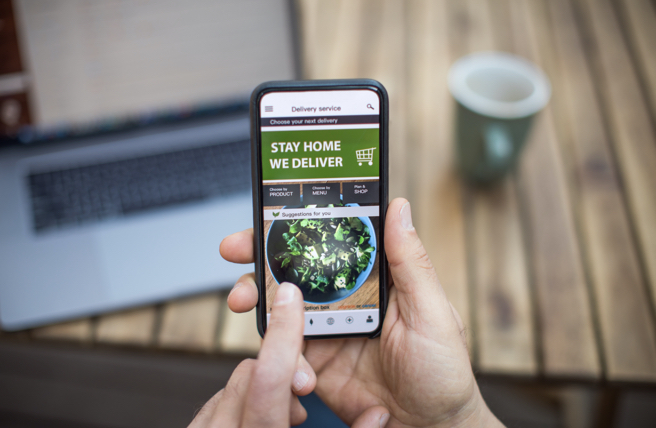 Delivery service
Choose your next delivery
STAY HOME
WE DELIVER
Choose by
PRODUCT
Choose by
MENU
Plan &
SHOP
Suggestions for you